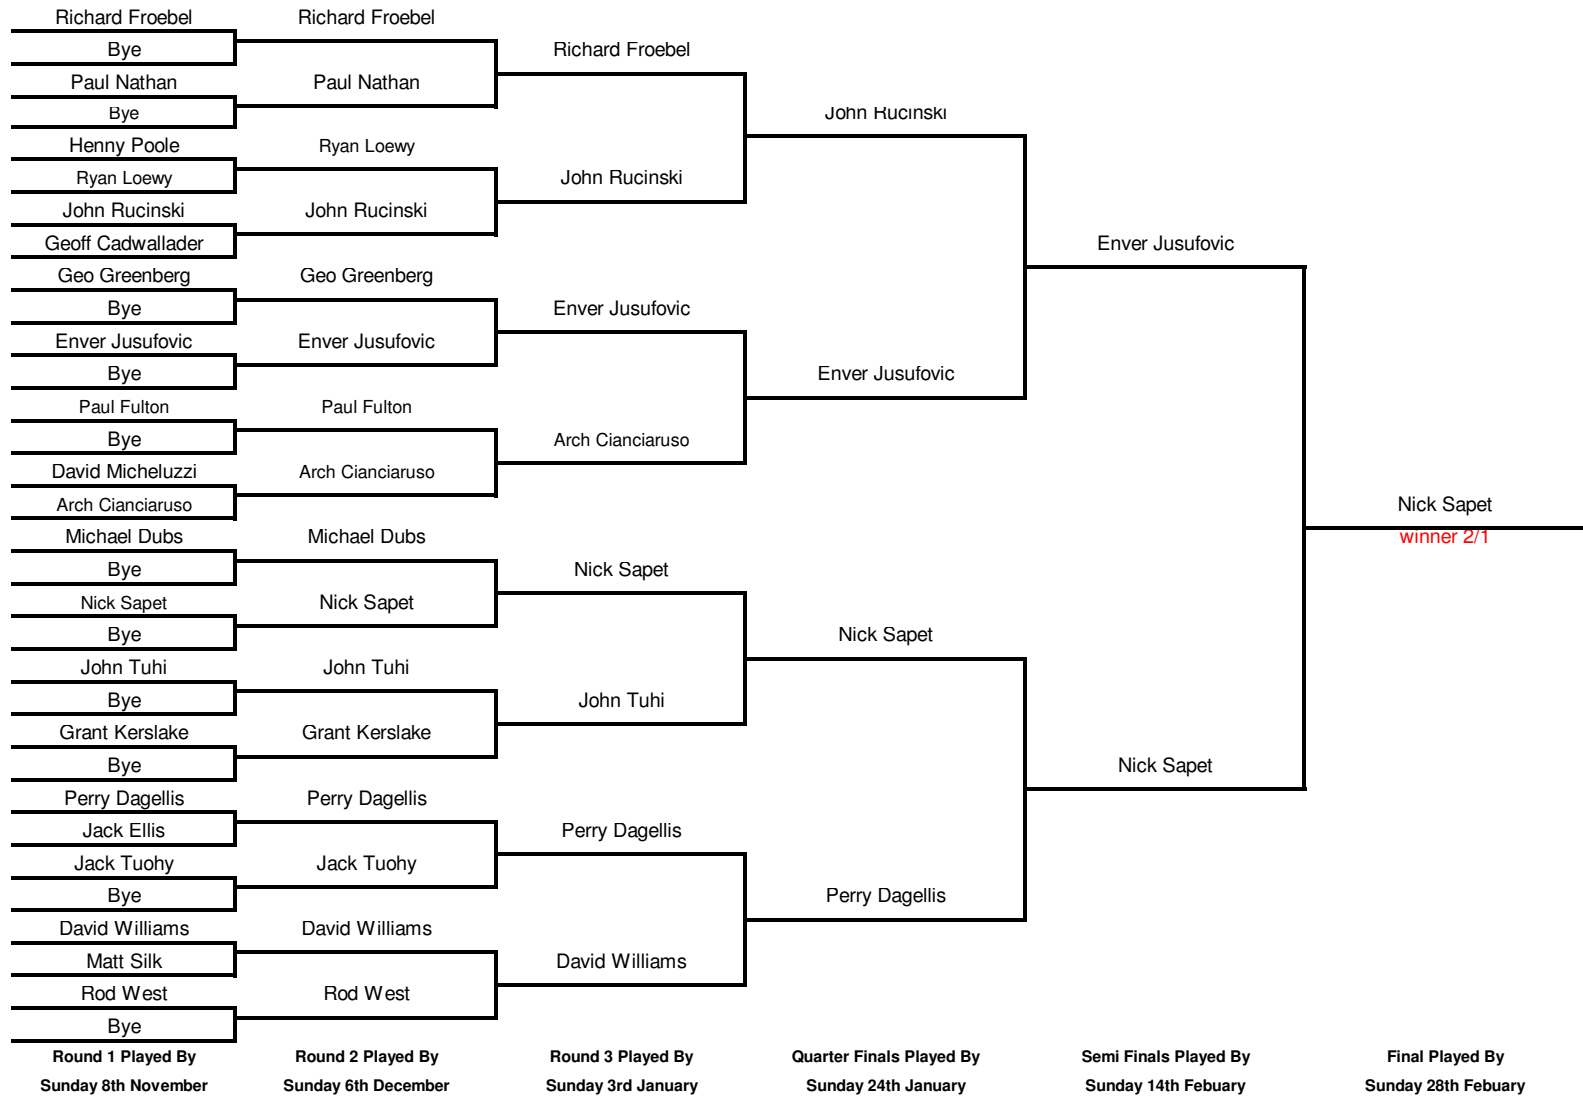 Richard Froebel
Bye
Paul Nathan
Bye
Henny Poole
Ryan Loewy
John Rucinski
Geoff Cadwallader
Geo Greenberg
Bye
Enver Jusufovic
Bye
Paul Fulton
Bye
David Micheluzzi
Arch Cianciaruso
Michael Dubs
Bye
Nick Sapet
Bye
John Tuhi
Bye
Grant Kerslake
Bye
Perry Dagellis
Jack Ellis
Jack Tuohy
Bye
David Williams
Matt Silk
Rod West
Bye
Round 1 Played By
Sunday 8th November
Richard Froebel
Paul Nathan
Ryan Loewy
John Rucinski
Geo Greenberg
Enver Jusufovic
Paul Fulton
Arch Cianciaruso
Michael Dubs
Nick Sapet
John Tuhi
Grant Kerslake
Perry Dagellis
Jack Tuohy
David Williams
Rod West
Round 2 Played By
Sunday 6th December
Richard Froebel
John Rucinski
Enver Jusufovic
Arch Cianciaruso
Nick Sapet
John Tuhi
Perry Dagellis
David Williams
Round 3 Played By
Sunday 3rd January
John Rucinski
Enver Jusufovic
Nick Sapet
Perry Dagellis
Quarter Finals Played By
Sunday 24th January
Enver Jusufovic
Nick Sapet
Semi Finals Played By
Sunday 14th Febuary
Nick Sapet
winner 2/1
Final Played By
Sunday 28th Febuary